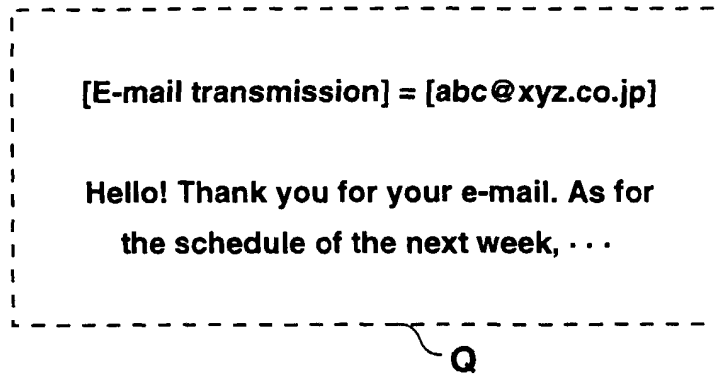 [E-mail transmission] = [abc@xyz.co.jp]
Hello! Thank you for your e-mail. As for
the schedule of the next week, · · ·
Q